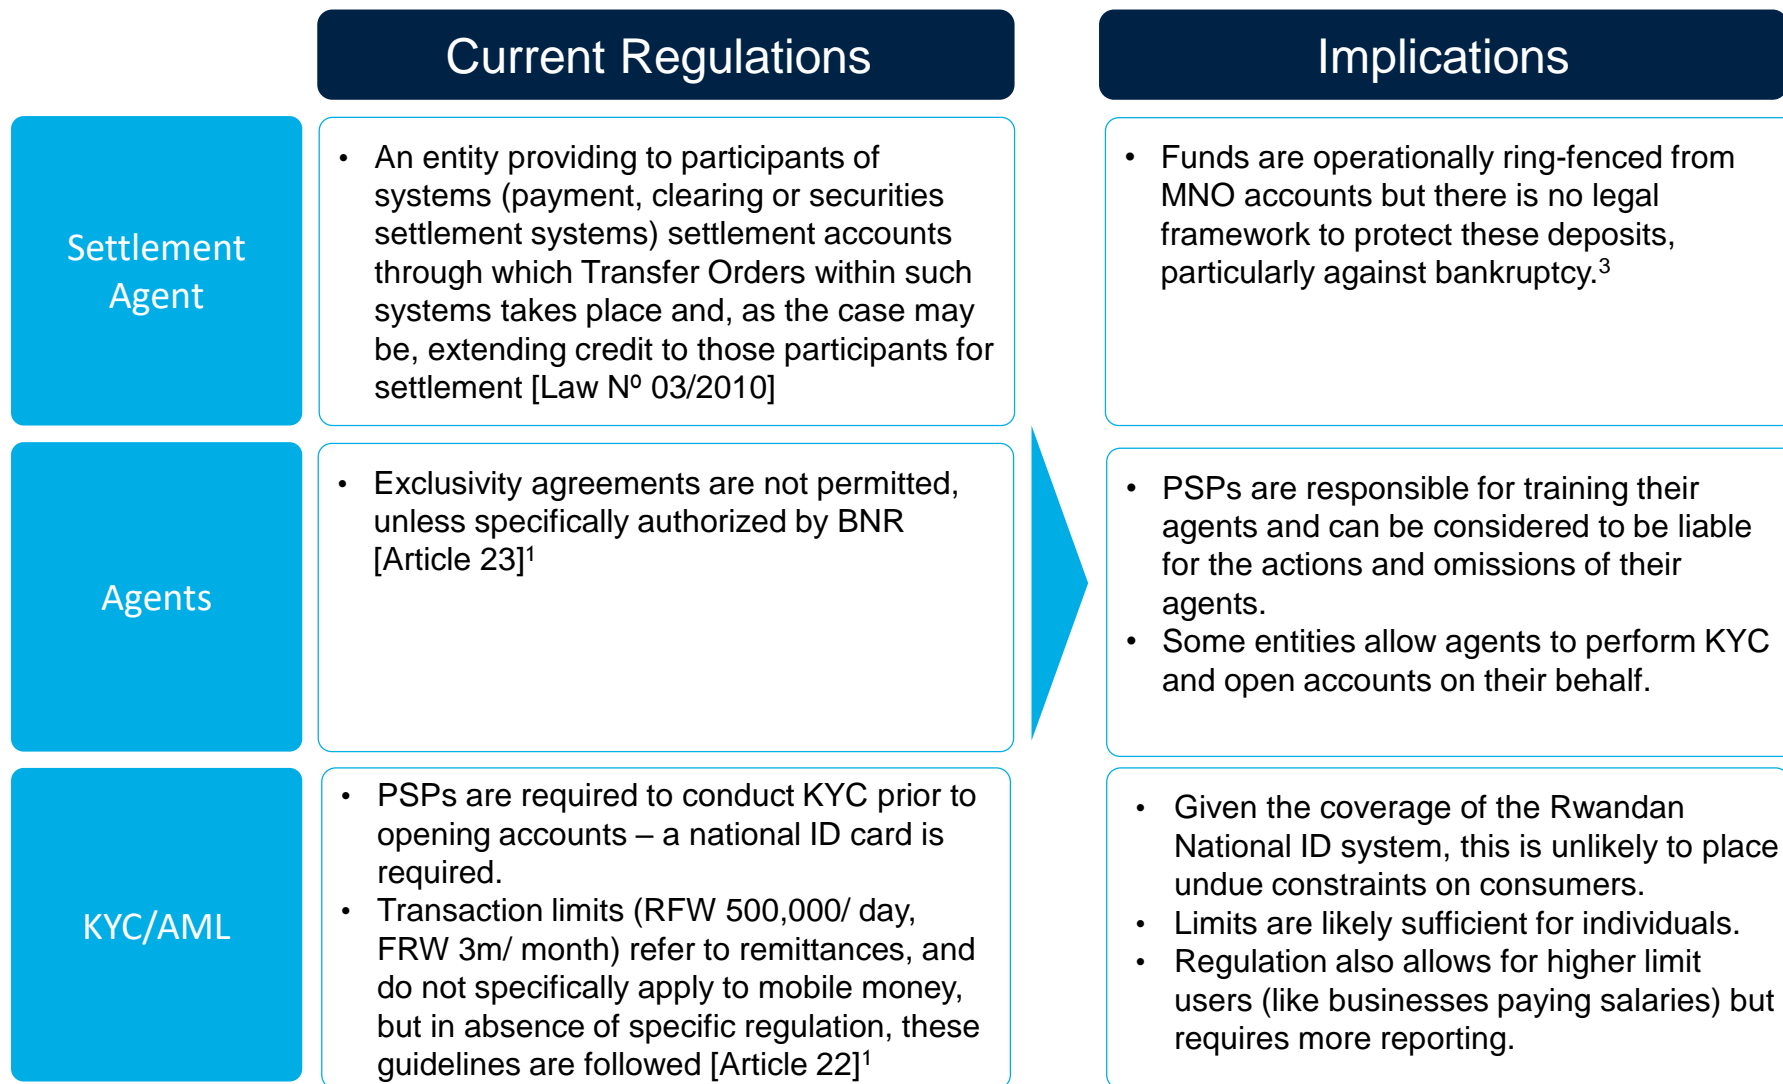 Current Regulations
Implications
Settlement
Agent
• An entity providing to participants of
systems (payment, clearing or securities
settlement systems) settlement accounts
through which Transfer Orders within such
systems takes place and, as the case may
be, extending credit to those participants for
settlement [Law Nº 03/2010]
• Funds are operationally ring-fenced from
MNO accounts but there is no legal
framework to protect these deposits,
particularly against bankruptcy.³
Agents
• Exclusivity agreements are not permitted,
unless specifically authorized by BNR
[Article 23]¹
• PSPs are responsible for training their
agents and can be considered to be liable
for the actions and omissions of their
agents.
• Some entities allow agents to perform KYC
and open accounts on their behalf.
KYC/AML
• PSPs are required to conduct KYC prior to
opening accounts – a national ID card is
required.
• Transaction limits (RFW 500,000/ day,
FRW 3m/ month) refer to remittances, and
do not specifically apply to mobile money,
but in absence of specific regulation, these
guidelines are followed [Article 22]¹
• Given the coverage of the Rwandan
National ID system, this is unlikely to place
undue constraints on consumers.
• Limits are likely sufficient for individuals.
• Regulation also allows for higher limit
users (like businesses paying salaries) but
requires more reporting.